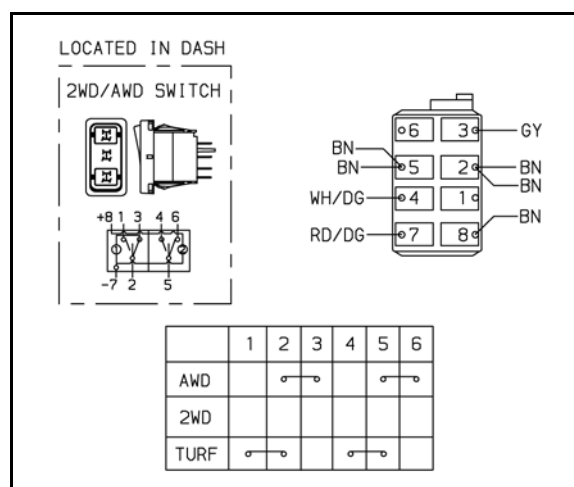 LOCATED IN DASH
2WD/AWD SWITCH
+8 1 3 4 6
1 2
-7 2 5
6 3 GY
BN
BN 5 2 BN
BN
WH/DG 4 1
BN
RD/DG 7 8
1 2 3 4 5 6
AWD
2WD
TURF